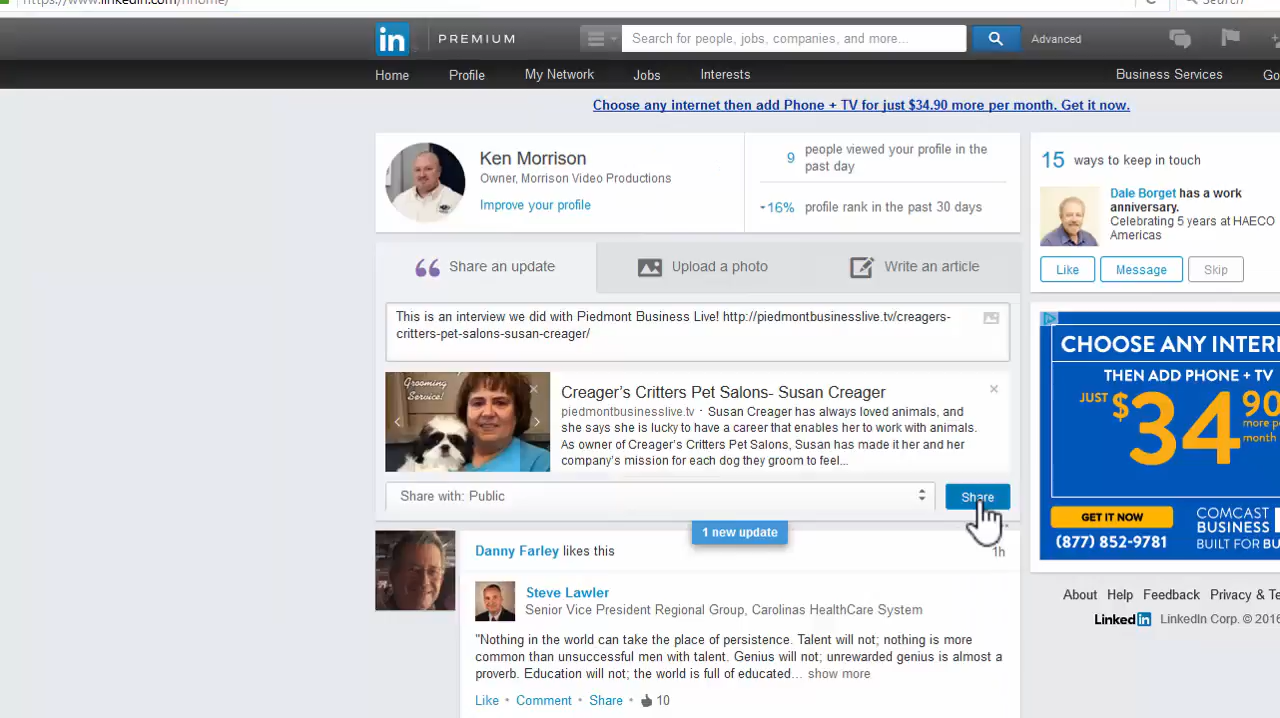 https://www.linkedin.com/nhome/
Search
in PREMIUM
Search for people, jobs, companies, and more...
Advanced
Home Profile My Network Jobs Interests
Business Services Go
Choose any internet then add Phone + TV for just $34.90 more per month. Get it now.
Ken Morrison
Owner, Morrison Video Productions
Improve your profile
9 people viewed your profile in the
past day
16% profile rank in the past 30 days
15 ways to keep in touch
Dale Borget has a work
anniversary.
Celebrating 5 years at HAECO
Americas
Like Message Skip
Share an update
Upload a photo
Write an article
This is an interview we did with Piedmont Business Live! http://piedmontbusinesslive.tv/creagers-
critters-pet-salons-susan-creager/
Grooming
Service!
Creager’s Critters Pet Salons- Susan Creager
piedmontbusinesslive.tv · Susan Creager has always loved animals, and
she says she is lucky to have a career that enables her to work with animals.
As owner of Creager’s Critters Pet Salons, Susan has made it her and her
company’s mission for each dog they groom to feel...
Share with: Public
Share
1 new update
Danny Farley likes this
1h
Steve Lawler
Senior Vice President Regional Group, Carolinas HealthCare System
"Nothing in the world can take the place of persistence. Talent will not; nothing is more
common than unsuccessful men with talent. Genius will not; unrewarded genius is almost a
proverb. Education will not; the world is full of educated... show more
Like • Comment • Share • 10
CHOOSE ANY INTER
THEN ADD PHONE + TV
JUST $34.90
more pe
month
GET IT NOW
(877) 852-9781
COMCAST
BUSINESS
BUILT FOR BU
About Help Feedback Privacy & Te
LinkedIn LinkedIn Corp. © 2016